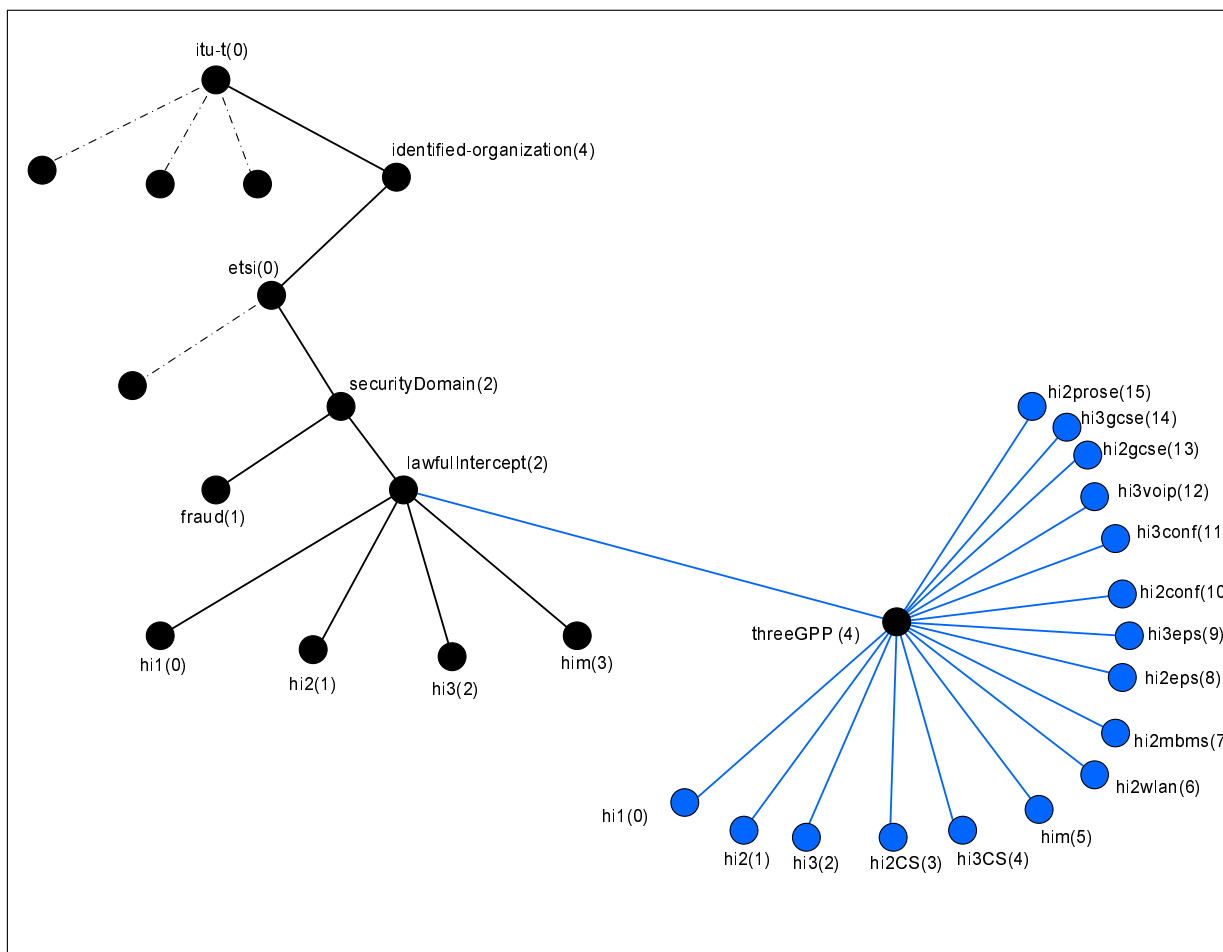 itu-t(0)
identified-organization(4)
etsi(0)
securityDomain(2)
hi2prose(15)
hi3gcse(14)
hi2gcse(13)
lawfulIntercept(2)
hi3voip(12)
fraud(1)
hi3conf(11
hi2conf(10
threeGPP (4)
hi3eps(9)
hi1(0)
hi2(1)
hi3(2)
him(3)
hi2eps(8)
hi2mbms(7
hi2wlan(6)
hi1(0)
hi2(1)
hi3(2)
hi2CS(3)
hi3CS(4)
him(5)